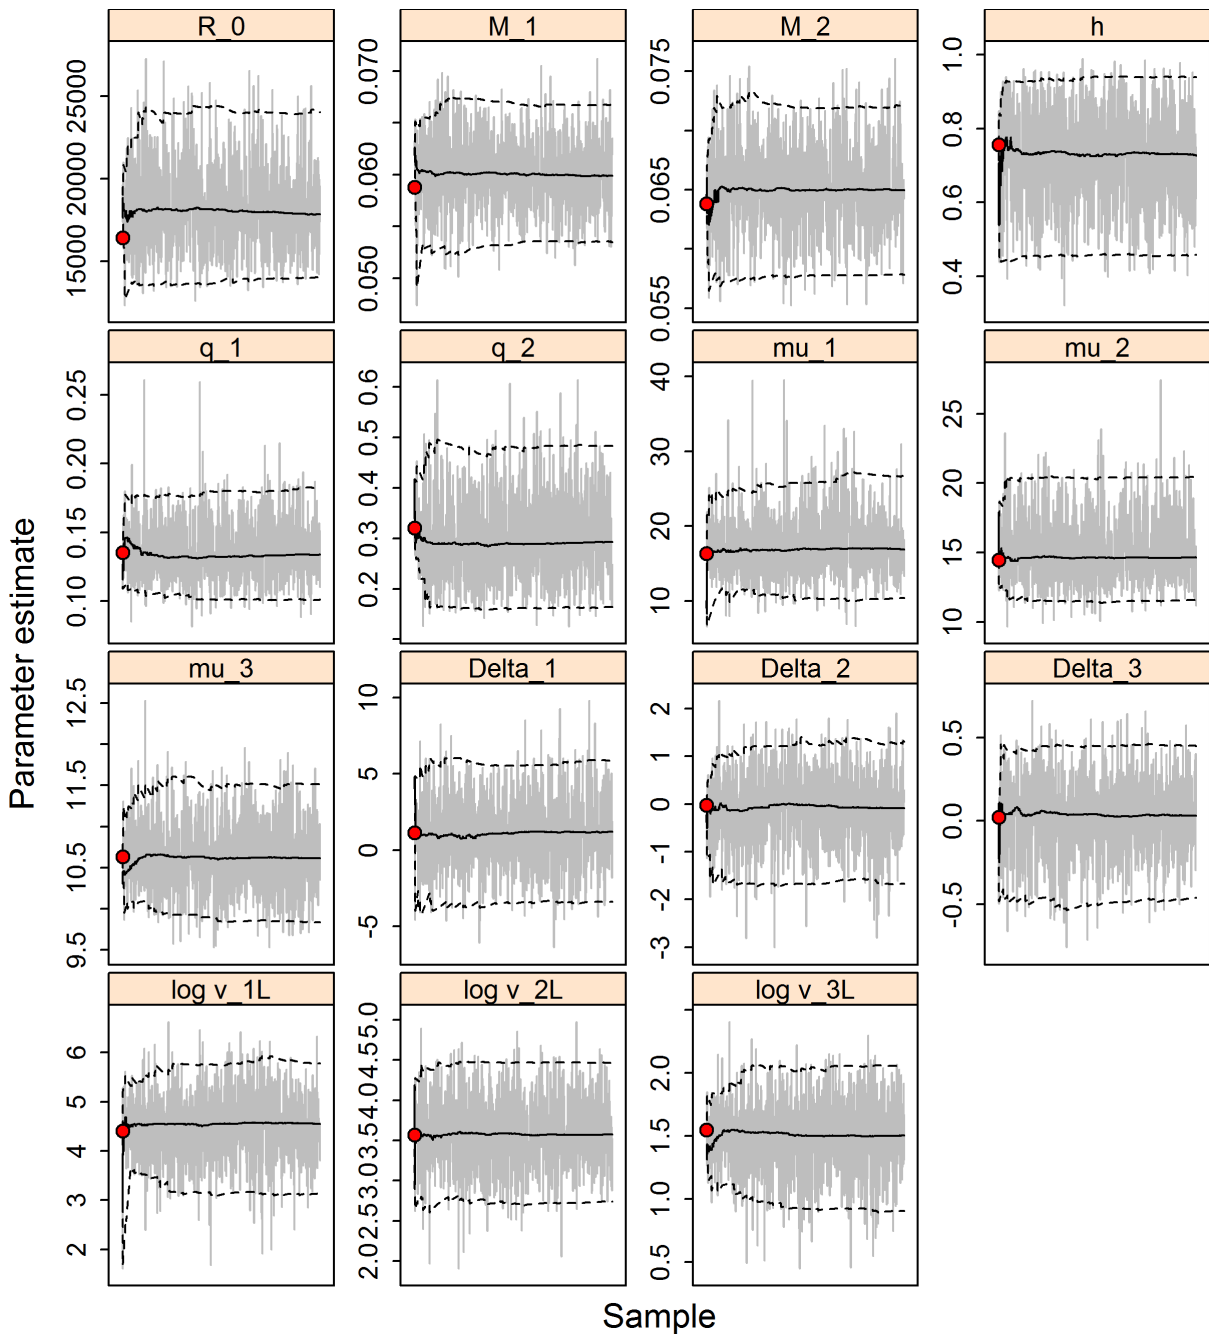 R_0 M_1 M_2 h
15000 20000 25000
0.050 0.060 0.070
0.055 0.065 0.075
0.4 0.6 0.8 1.0
q_1 q_2 mu_1 mu_2
0.10 0.15 0.20 0.25
0.2 0.3 0.4 0.5 0.6
10 20 30 40
10 15 20 25
mu_3 Delta_1 Delta_2 Delta_3
9.5 10.5 11.5 12.5
-5 0 5 10
-3 -2 -1 0 1 2
-0.5 0.0 0.5
log v_1L log v_2L log v_3L
2 3 4 5 6
2.0 2.5 3.0 3.5 4.0 4.5 5.0
0.5 1.0 1.5 2.0
Parameter estimate
Sample